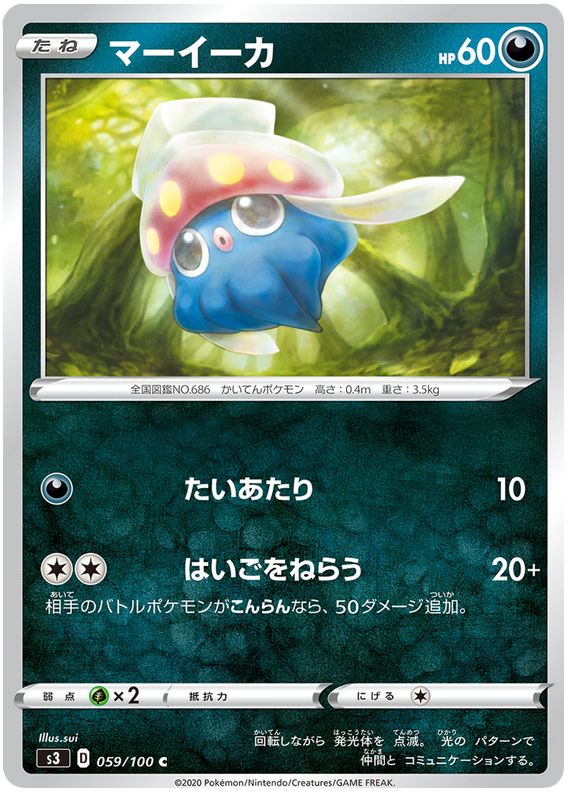 たね マーイーカ HP60
全国図鑑NO.686 かいてんポケモン 高さ:0.4m 重さ:3.5kg
たいあたり 10
はいごをねらう 20+
相手のバトルポケモンがこんらんなら、50ダメージ追加。
弱点 ×2 抵抗力 にげる
Illus.sui
回転しながら 発光体を 点滅。光の パターンで
仲間と コミュニケーションする。
s3 D 059/100 C
©2020 Pokémon/Nintendo/Creatures/GAME FREAK.